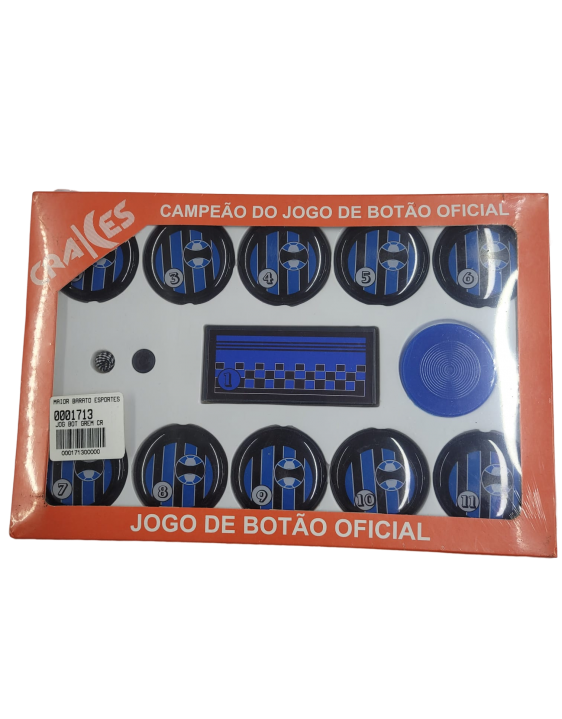 CRAKES
CAMPEÃO DO JOGO DE BOTÃO OFICIAL
3
4
5
6
1
MAIOR BARATO ESPORTES
0001713
JOG BOT GREM CR
000171300000
7
8
9
10
11
JOGO DE BOTÃO OFICIAL